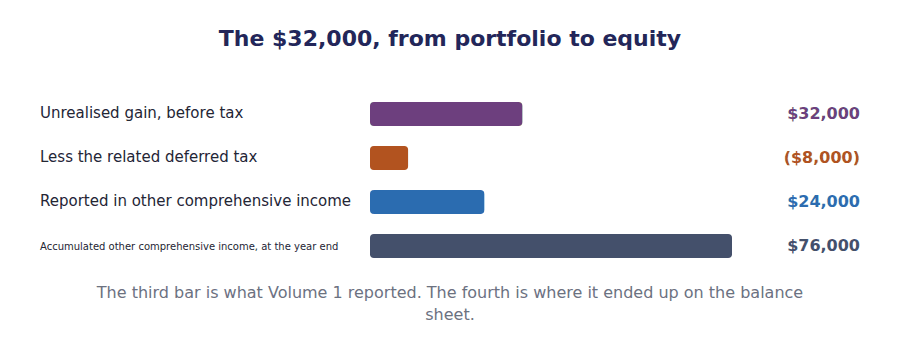 The $32,000, from portfolio to equity
Unrealised gain, before tax $32,000
Less the related deferred tax ($8,000)
Reported in other comprehensive income $24,000
Accumulated other comprehensive income, at the year end $76,000
The third bar is what Volume 1 reported. The fourth is where it ended up on the balance
sheet.